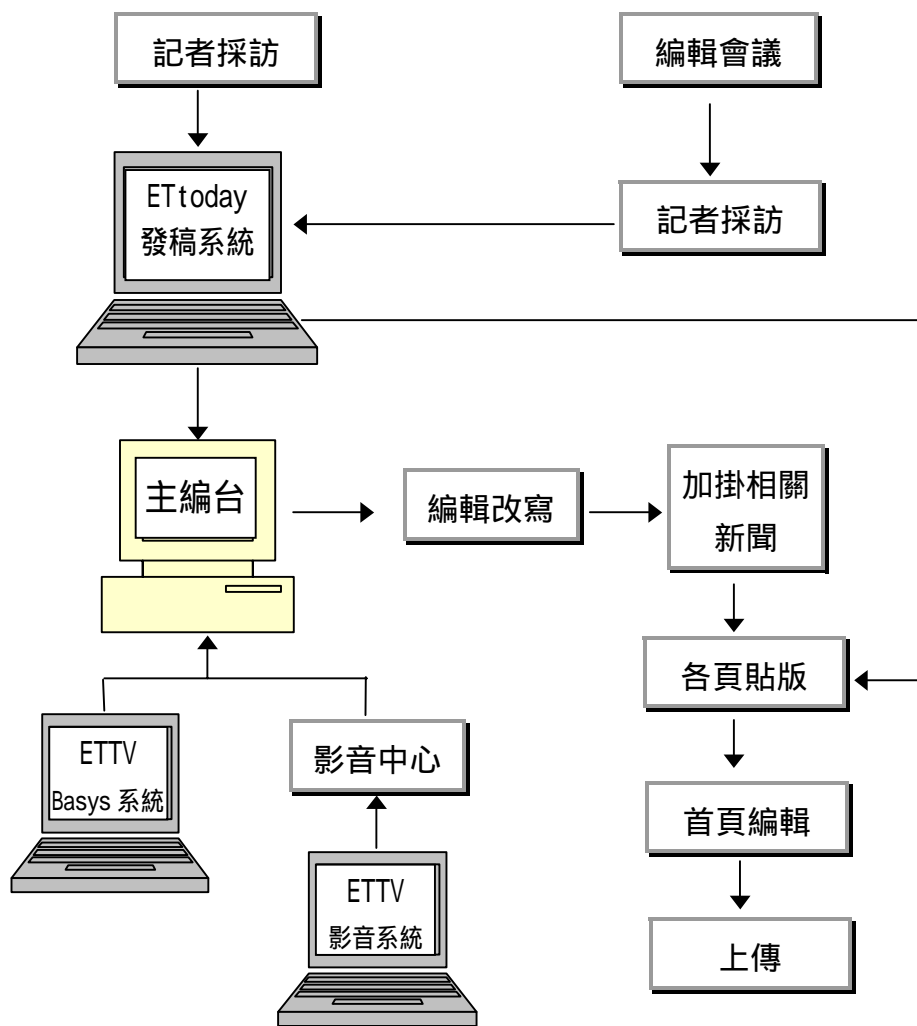 記者採訪
編輯會議
ETtoday
發稿系統
記者採訪
主編台
編輯改寫
加掛相關
新聞
各頁貼版
ETTV
Basys 系統
影音中心
首頁編輯
ETTV
影音系統
上傳